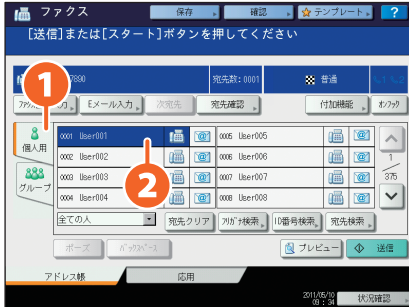 ファクス 保存 確認 テンプレート ?
[送信]または[スタート]ボタンを押してください
7890 宛先数:0001 普通
Eメール入力 次宛先 宛先確認 付加機能 オンフック
1
個人用
グループ
0001 User001
0002 User002
0003 User003
0004 User004
2
0005 User005
0006 User006
0007 User007
0008 User008
1
375
全ての人 宛先クリア フリガナ検索 ID番号検索 宛先検索
ポーズ バックスペース プレビュー 送信
アドレス帳 応用
2011/05/10
09:34 状況確認